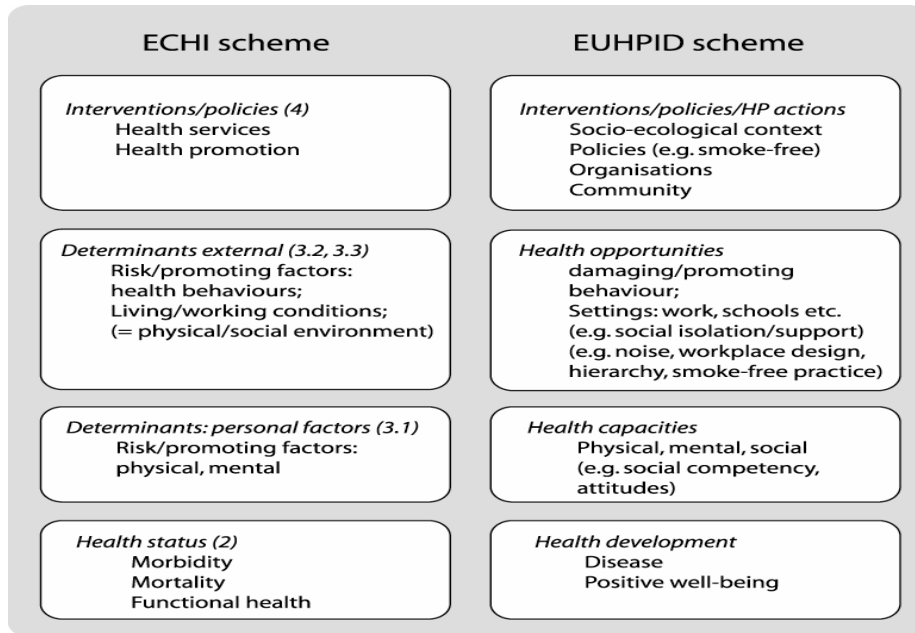 ECHI scheme
Interventions/policies (4)
Health services
Health promotion
Determinants external (3.2, 3.3)
Risk/promoting factors:
health behaviours;
Living/working conditions;
(= physical/social environment)
Determinants: personal factors (3.1)
Risk/promoting factors:
physical, mental
Health status (2)
Morbidity
Mortality
Functional health
EUHPID scheme
Interventions/policies/HP actions
Socio-ecological context
Policies (e.g. smoke-free)
Organisations
Community
Health opportunities
damaging/promoting
behaviour;
Settings: work, schools etc.
(e.g. social isolation/support)
(e.g. noise, workplace design,
hierarchy, smoke-free practice)
Health capacities
Physical, mental, social
(e.g. social competency,
attitudes)
Health development
Disease
Positive well-being